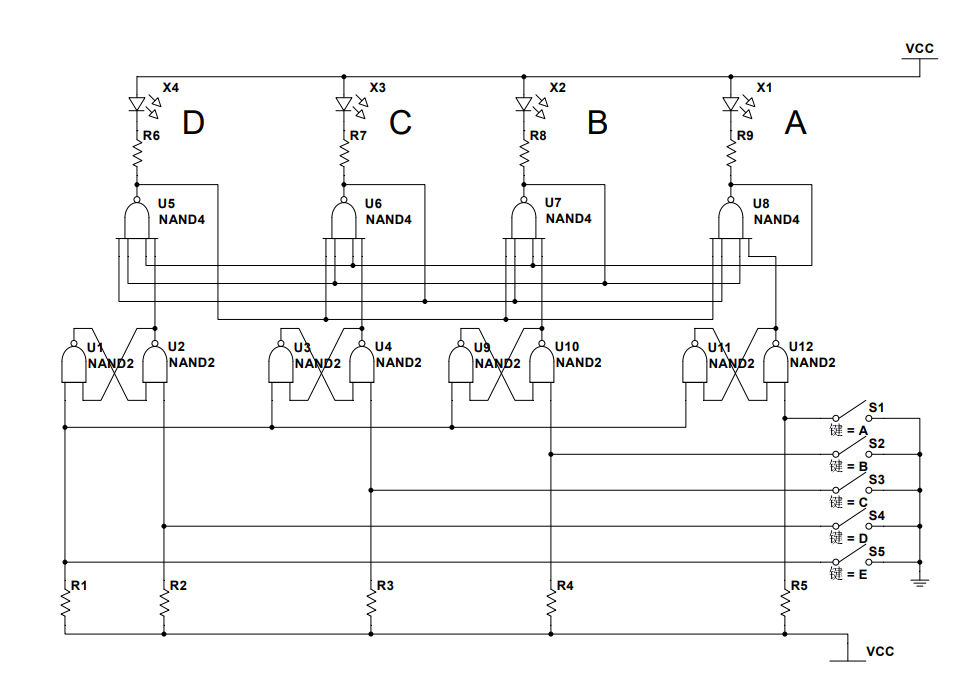 VCC
X4
X3
X2
X1
D
C
B
A
R6
R7
R8
R9
U5
NAND4
U6
NAND4
U7
NAND4
U8
NAND4
U1
NAND2
U2
NAND2
U3
NAND2
U4
NAND2
U9
NAND2
U10
NAND2
U11
NAND2
U12
NAND2
S1
键 = A
S2
键 = B
S3
键 = C
S4
键 = D
S5
键 = E
R1
R2
R3
R4
R5
VCC